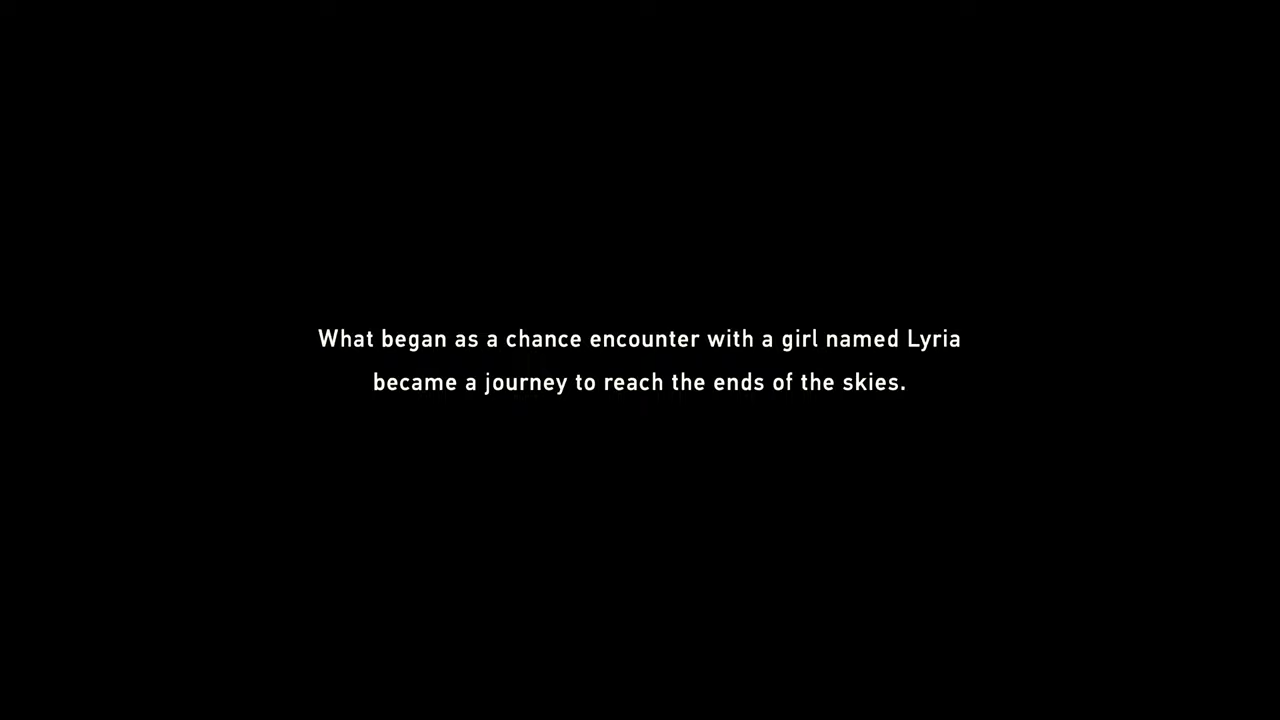 What began as a chance encounter with a girl named Lyria
became a journey to reach the ends of the skies.